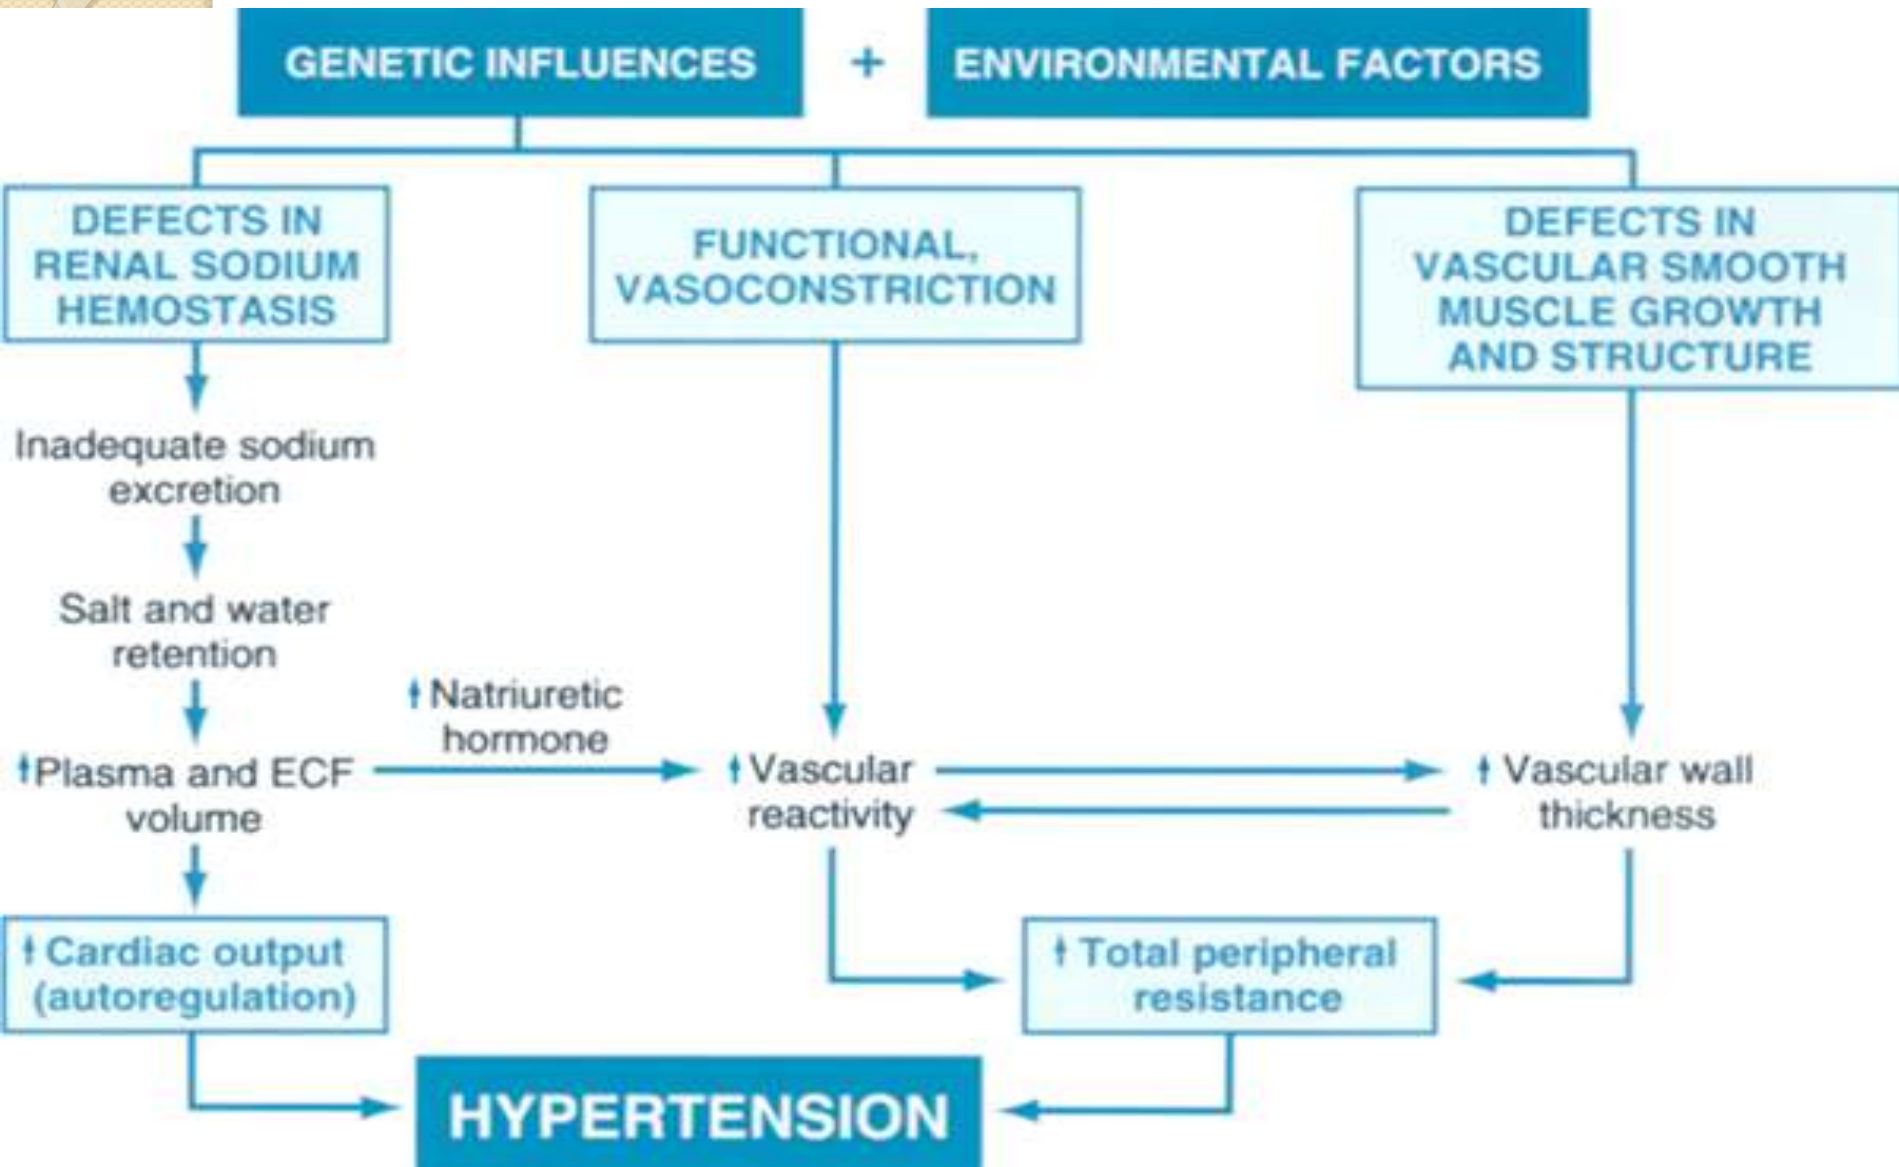 GENETIC INFLUENCES + ENVIRONMENTAL FACTORS
DEFECTS IN
RENAL SODIUM
HEMOSTASIS
FUNCTIONAL,
VASOCONSTRICTION
DEFECTS IN
VASCULAR SMOOTH
MUSCLE GROWTH
AND STRUCTURE
Inadequate sodium
excretion
Salt and water
retention
↑Plasma and ECF
volume
↑Natriuretic
hormone
↑Vascular
reactivity
↑Vascular wall
thickness
↑Cardiac output
(autoregulation)
↑Total peripheral
resistance
HYPERTENSION